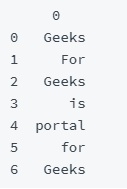 0
0 Geeks
1 For
2 Geeks
3 is
4 portal
5 for
6 Geeks